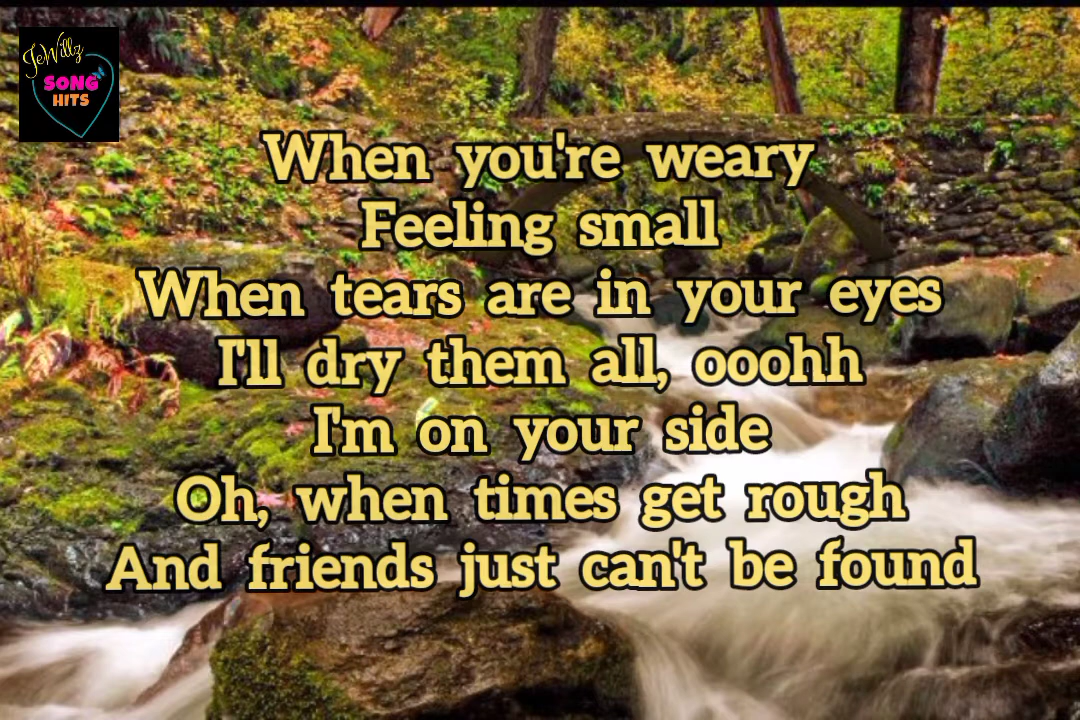 JeWillz
SONG
HITS
When you're weary
Feeling small
When tears are in your eyes
I'll dry them all, ooohh
I'm on your side
Oh, when times get rough
And friends just can't be found